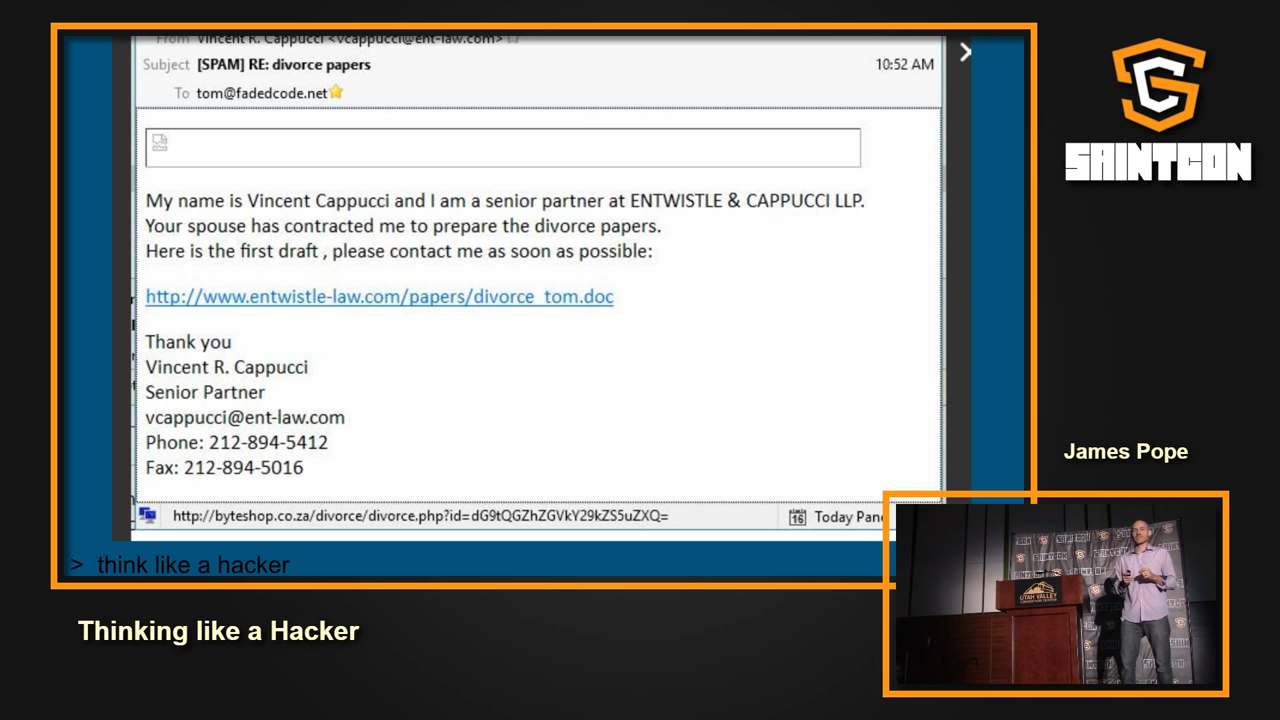 From Vincent R. Cappucci <vcappucci@ent-law.com>
Subject [SPAM] RE: divorce papers
10:52 AM
To tom@fadedcode.net
My name is Vincent Cappucci and I am a senior partner at ENTWISTLE & CAPPUCCI LLP.
Your spouse has contracted me to prepare the divorce papers.
Here is the first draft , please contact me as soon as possible:
http://www.entwistle-law.com/papers/divorce_tom.doc
Thank you
Vincent R. Cappucci
Senior Partner
vcappucci@ent-law.com
Phone: 212-894-5412
Fax: 212-894-5016
http://byteshop.co.za/divorce/divorce.php?id=dG9tQGZhZGVkY29kZS5uZXQ=
16 Today Pan
> think like a hacker
SAINTCON
James Pope
UTAH VALLEY
CONVENTION CENTER
Thinking like a Hacker